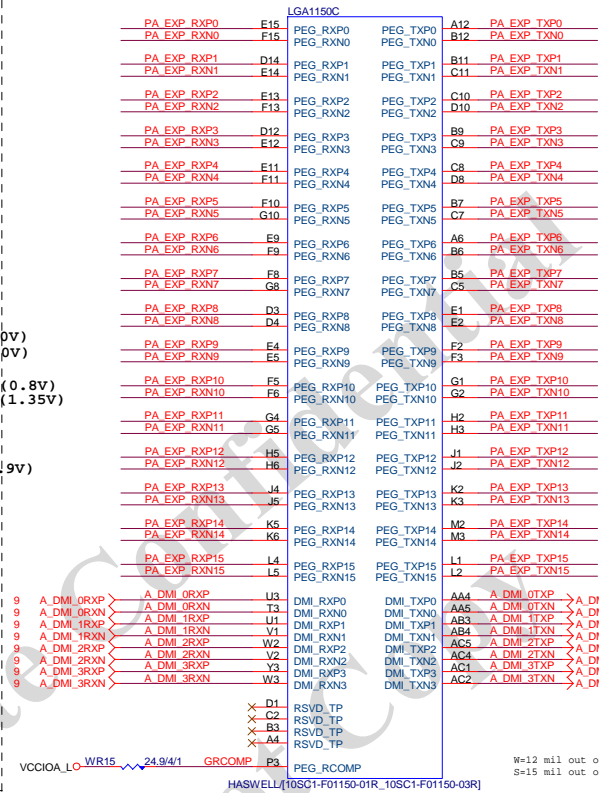 LGA1150C
PA_EXP_RXP0 E15 PEG_RXP0 PEG_TXP0 A12 PA_EXP_TXP0
PA_EXP_RXN0 F15 PEG_RXN0 PEG_TXN0 B12 PA_EXP_TXN0
PA_EXP_RXP1 D14 PEG_RXP1 PEG_TXP1 B11 PA_EXP_TXP1
PA_EXP_RXN1 E14 PEG_RXN1 PEG_TXN1 C11 PA_EXP_TXN1
PA_EXP_RXP2 E13 PEG_RXP2 PEG_TXP2 C10 PA_EXP_TXP2
PA_EXP_RXN2 F13 PEG_RXN2 PEG_TXN2 D10 PA_EXP_TXN2
PA_EXP_RXP3 D12 PEG_RXP3 PEG_TXP3 B9 PA_EXP_TXP3
PA_EXP_RXN3 E12 PEG_RXN3 PEG_TXN3 C9 PA_EXP_TXN3
PA_EXP_RXP4 E11 PEG_RXP4 PEG_TXP4 C8 PA_EXP_TXP4
PA_EXP_RXN4 F11 PEG_RXN4 PEG_TXN4 D8 PA_EXP_TXN4
PA_EXP_RXP5 F10 PEG_RXP5 PEG_TXP5 B7 PA_EXP_TXP5
PA_EXP_RXN5 G10 PEG_RXN5 PEG_TXN5 C7 PA_EXP_TXN5
PA_EXP_RXP6 E9 PEG_RXP6 PEG_TXP6 A6 PA_EXP_TXP6
PA_EXP_RXN6 F9 PEG_RXN6 PEG_TXN6 B6 PA_EXP_TXN6
PA_EXP_RXP7 F8 PEG_RXP7 PEG_TXP7 B5 PA_EXP_TXP7
PA_EXP_RXN7 G8 PEG_RXN7 PEG_TXN7 C5 PA_EXP_TXN7
PA_EXP_RXP8 D3 PEG_RXP8 PEG_TXP8 E1 PA_EXP_TXP8
PA_EXP_RXN8 D4 PEG_RXN8 PEG_TXN8 E2 PA_EXP_TXN8
0V)
PA_EXP_RXP9 E4 PEG_RXP9 PEG_TXP9 F2 PA_EXP_TXP9
0V)
PA_EXP_RXN9 E5 PEG_RXN9 PEG_TXN9 F3 PA_EXP_TXN9
(0.8V)
PA_EXP_RXP10 F5 PEG_RXP10 PEG_TXP10 G1 PA_EXP_TXP10
(1.35V)
PA_EXP_RXN10 F6 PEG_RXN10 PEG_TXN10 G2 PA_EXP_TXN10
PA_EXP_RXP11 G4 PEG_RXP11 PEG_TXP11 H2 PA_EXP_TXP11
PA_EXP_RXN11 G5 PEG_RXN11 PEG_TXN11 H3 PA_EXP_TXN11
PA_EXP_RXP12 H5 PEG_RXP12 PEG_TXP12 J1 PA_EXP_TXP12
.9V)
PA_EXP_RXN12 H6 PEG_RXN12 PEG_TXN12 J2 PA_EXP_TXN12
PA_EXP_RXP13 J4 PEG_RXP13 PEG_TXP13 K2 PA_EXP_TXP13
PA_EXP_RXN13 J5 PEG_RXN13 PEG_TXN13 K3 PA_EXP_TXN13
PA_EXP_RXP14 K5 PEG_RXP14 PEG_TXP14 M2 PA_EXP_TXP14
PA_EXP_RXN14 K6 PEG_RXN14 PEG_TXN14 M3 PA_EXP_TXN14
PA_EXP_RXP15 L4 PEG_RXP15 PEG_TXP15 L1 PA_EXP_TXP15
PA_EXP_RXN15 L5 PEG_RXN15 PEG_TXN15 L2 PA_EXP_TXN15
9 A_DMI_0RXP A_DMI_0RXP U3 DMI_RXP0 DMI_TXP0 AA4 A_DMI_0TXP
9 A_DMI_0RXN A_DMI_0RXN T3 DMI_RXN0 DMI_TXN0 AA5 A_DMI_0TXN
9 A_DMI_1RXP A_DMI_1RXP U1 DMI_RXP1 DMI_TXP1 AB3 A_DMI_1TXP
9 A_DMI_1RXN A_DMI_1RXN V1 DMI_RXN1 DMI_TXN1 AB4 A_DMI_1TXN
9 A_DMI_2RXP A_DMI_2RXP W2 DMI_RXP2 DMI_TXP2 AC5 A_DMI_2TXP
9 A_DMI_2RXN A_DMI_2RXN V2 DMI_RXN2 DMI_TXN2 AC4 A_DMI_2TXN
9 A_DMI_3RXP A_DMI_3RXP Y3 DMI_RXP3 DMI_TXP3 AC1 A_DMI_3TXP
9 A_DMI_3RXN A_DMI_3RXN W3 DMI_RXN3 DMI_TXN3 AC2 A_DMI_3TXN
D1 RSVD_TP
C2 RSVD_TP
B3 RSVD_TP
A4 RSVD_TP
VCCIOA_L WR15 24.9/4/1 GRCOMP P3 PEG_RCOMP
W=12 mil out o
S=15 mil out o
HASWELL/[10SC1-F01150-01R_10SC1-F01150-03R]
Confidential
Copy